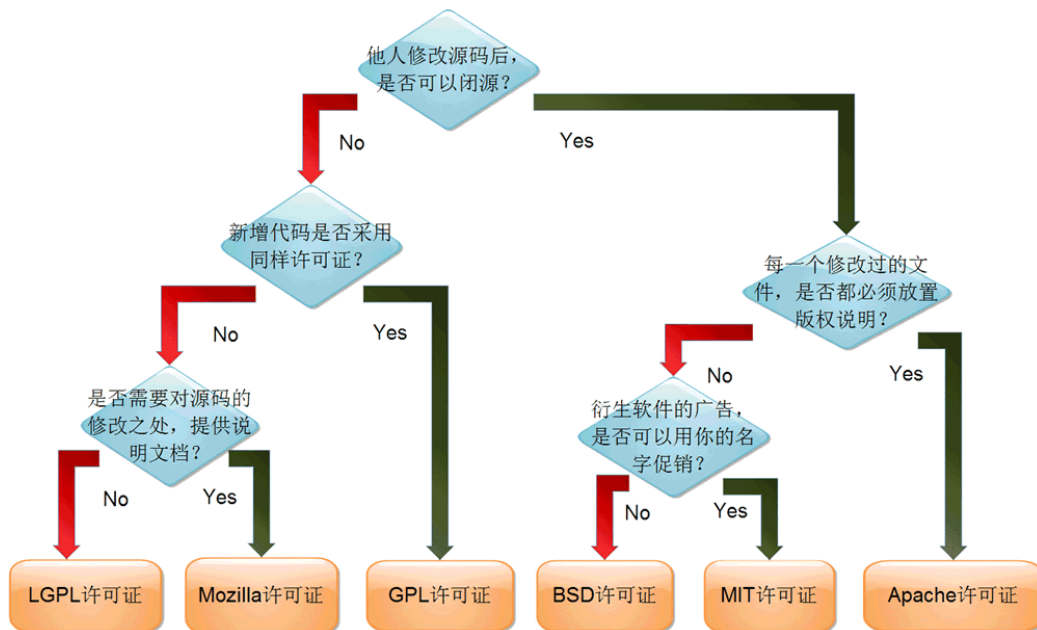 他人修改源码后，
是否可以闭源？
No
Yes
新增代码是否采用
同样许可证？
每一个修改过的文
件，是否都必须放置
版权说明？
No
Yes
No
Yes
是否需要对源码的
修改之处，提供说
明文档？
衍生软件的广告，
是否可以用你的名
字促销？
No
Yes
No
Yes
LGPL许可证
Mozilla许可证
GPL许可证
BSD许可证
MIT许可证
Apache许可证